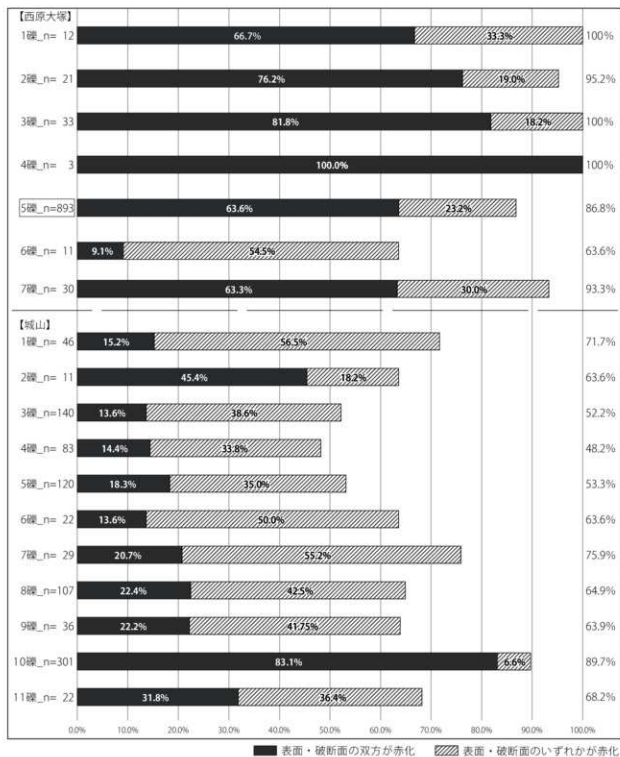 【西原大塚】
1礫_n= 12 66.7% 33.3% 100%
2礫_n= 21 76.2% 19.0% 95.2%
3礫_n= 33 81.8% 18.2% 100%
4礫_n= 3 100.0% 100%
5礫_n=893 63.6% 23.2% 86.8%
6礫_n= 11 9.1% 54.5% 63.6%
7礫_n= 30 63.3% 30.0% 93.3%
【城山】
1礫_n= 46 15.2% 56.5% 71.7%
2礫_n= 11 45.4% 18.2% 63.6%
3礫_n=140 13.6% 38.6% 52.2%
4礫_n= 83 14.4% 33.8% 48.2%
5礫_n=120 18.3% 35.0% 53.3%
6礫_n= 22 13.6% 50.0% 63.6%
7礫_n= 29 20.7% 55.2% 75.9%
8礫_n=107 22.4% 42.5% 64.9%
9礫_n= 36 22.2% 41.75% 63.9%
10礫_n=301 83.1% 6.6% 89.7%
11礫_n= 22 31.8% 36.4% 68.2%
0.0% 10.0% 20.0% 30.0% 40.0% 50.0% 60.0% 70.0% 80.0% 90.0% 100.0%
表面・破断面の双方が赤化 表面・破断面のいずれかが赤化